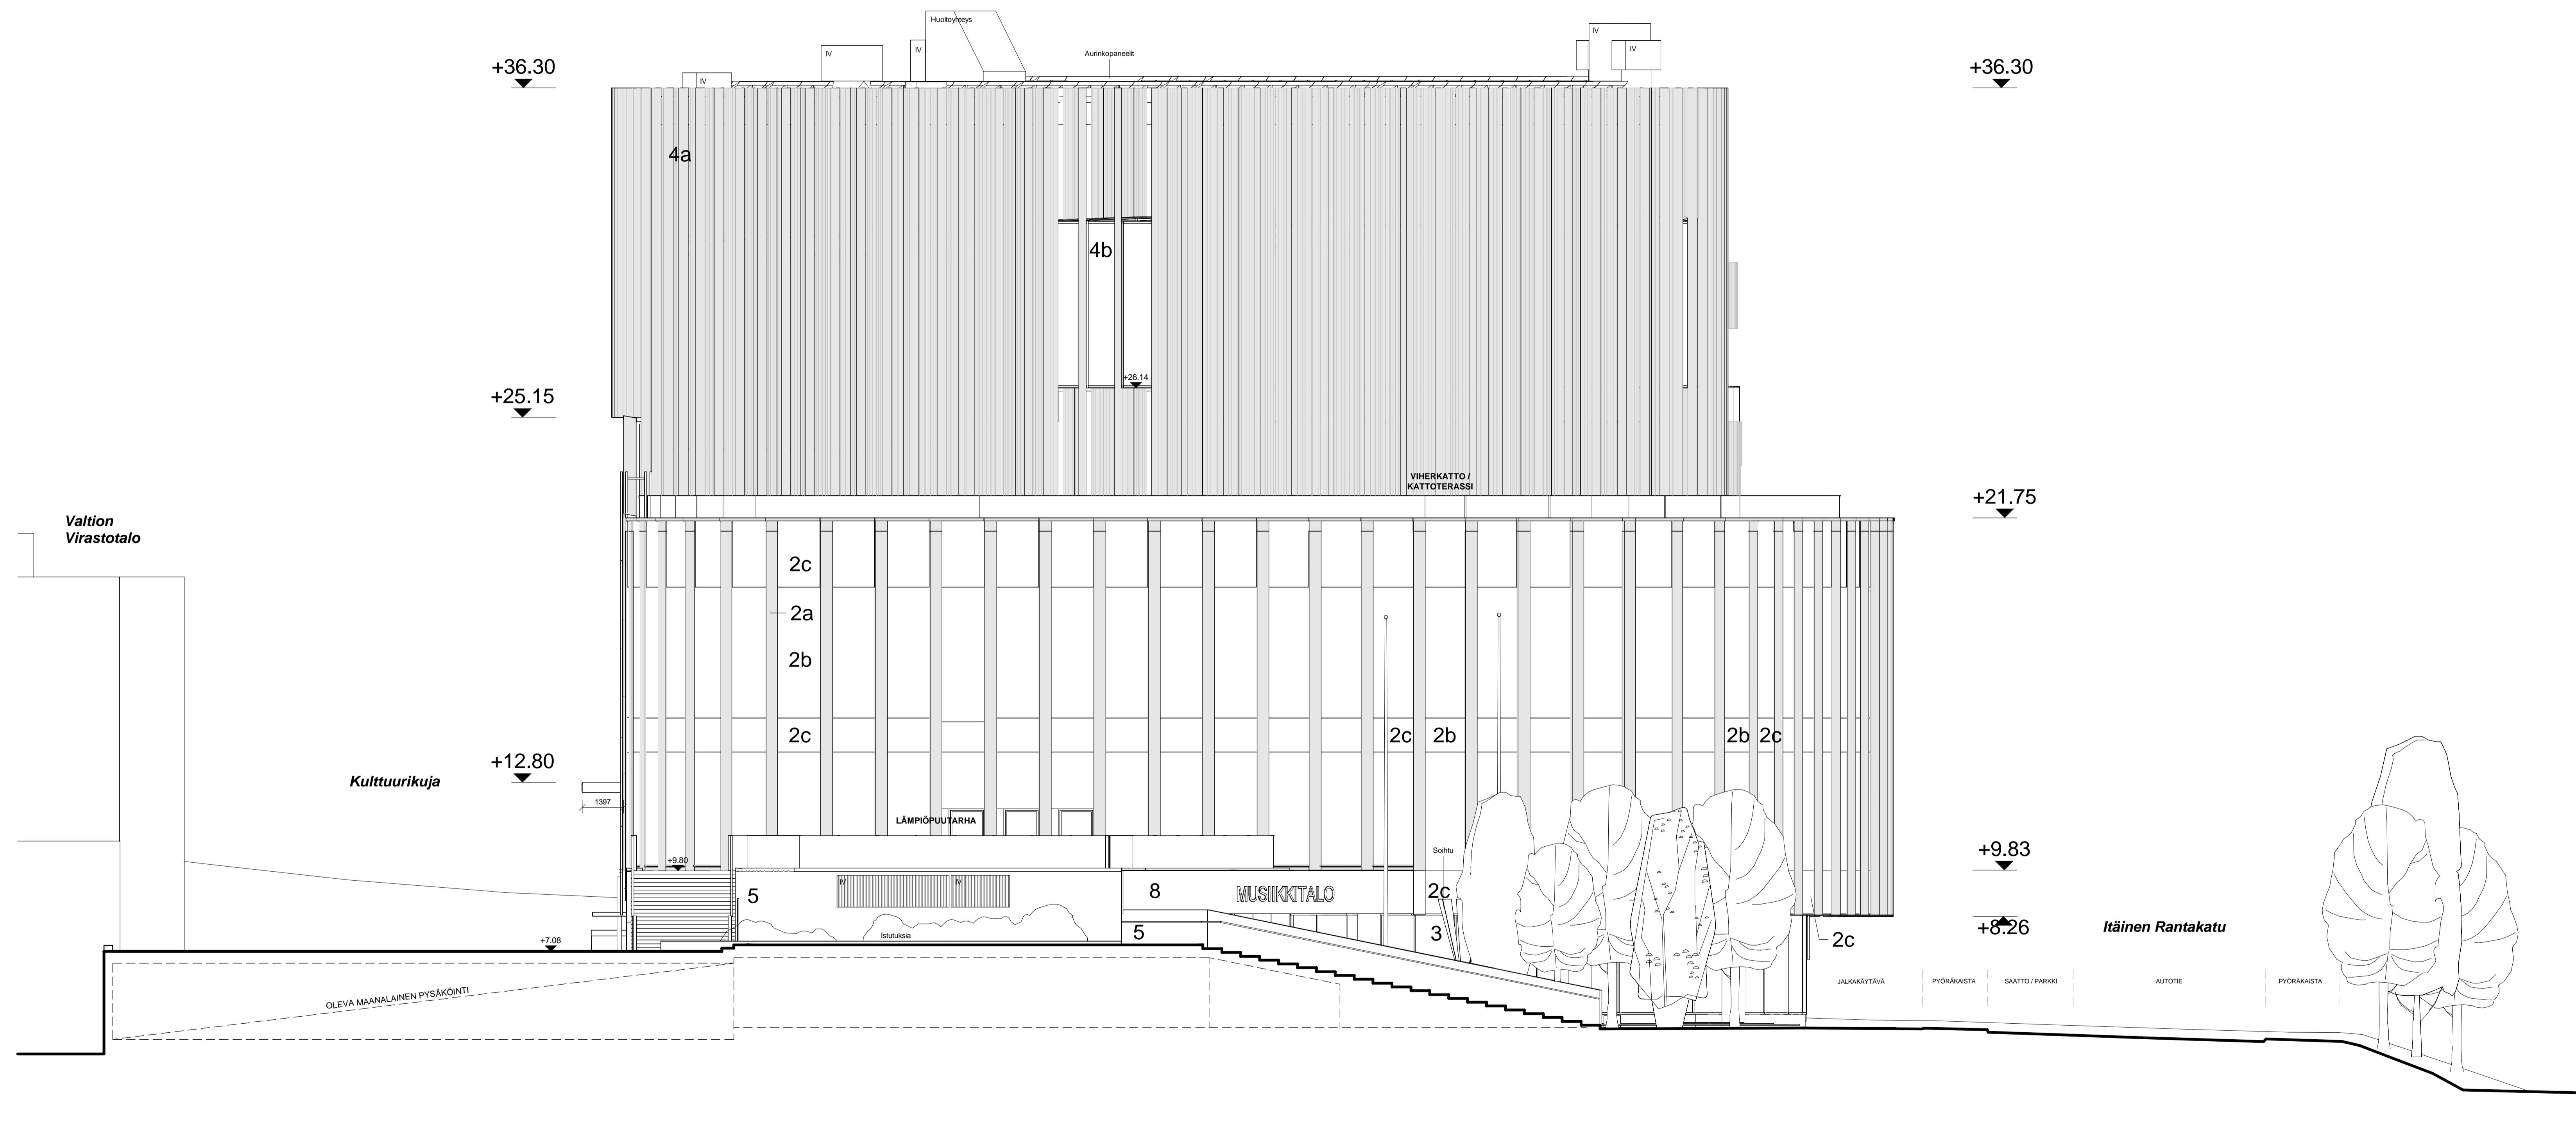 Huoltoyhteys
IV
IV
IV
IV
IV
Aurinkopaneelit
+36.30
+36.30
4a
4b
+26.14
+25.15
VIHERKATTO /
KATTOTERASSI
+21.75
Valtion
Virastotalo
2c
2a
2b
2c
2c
2b
2b
2c
+12.80
Kulttuurikuja
1397
LÄMPIÖPUUTARHA
Soihtu
+9.83
+9.80
IV
IV
5
8
MUSIIKKITALO
2c
+8.26
Itäinen Rantakatu
5
3
2c
Istutuksia
+7.08
JALKAKÄYTÄVÄ
PYÖRÄKAISTA
SAATTO / PARKKI
AUTOTIE
PYÖRÄKAISTA
OLEVA MAANALAINEN PYSÄKÖINTI